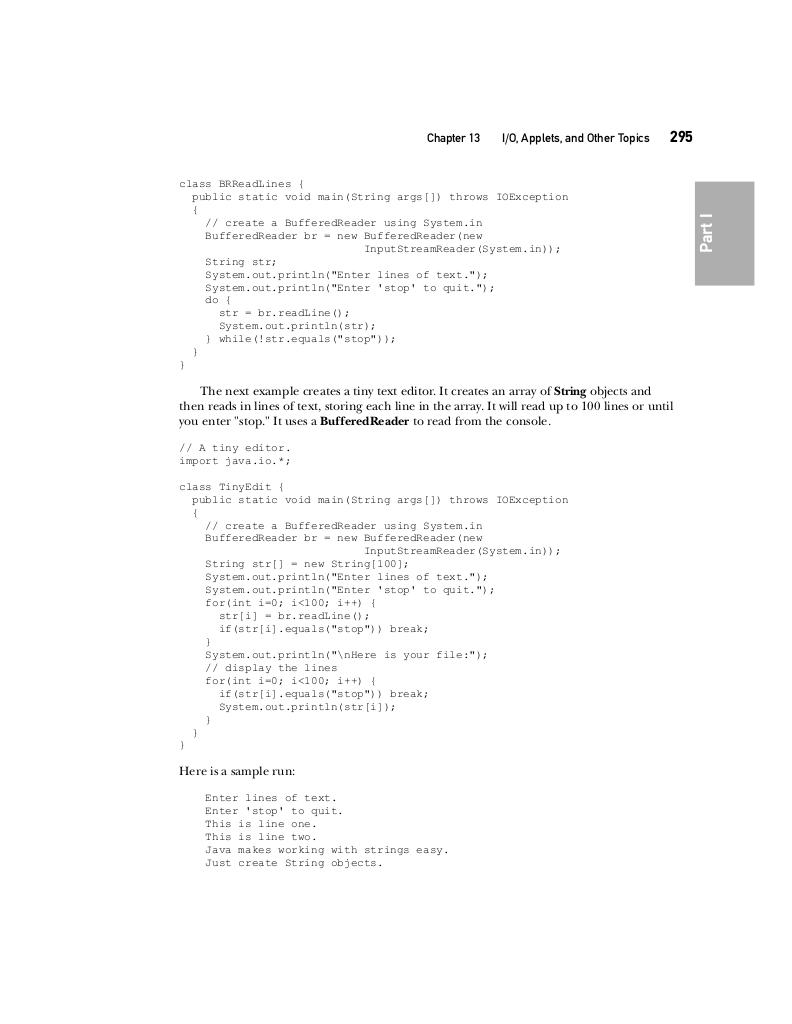 Chapter 13 I/O, Applets, and Other Topics 295
Part I
class BRReadLines {
  public static void main(String args[]) throws IOException
  {
    // create a BufferedReader using System.in
    BufferedReader br = new BufferedReader(new
                            InputStreamReader(System.in));
    String str;
    System.out.println("Enter lines of text.");
    System.out.println("Enter 'stop' to quit.");
    do {
      str = br.readLine();
      System.out.println(str);
    } while(!str.equals("stop"));
  }
}
The next example creates a tiny text editor. It creates an array of String objects and
then reads in lines of text, storing each line in the array. It will read up to 100 lines or until
you enter "stop." It uses a BufferedReader to read from the console.
// A tiny editor.
import java.io.*;
class TinyEdit {
  public static void main(String args[]) throws IOException
  {
    // create a BufferedReader using System.in
    BufferedReader br = new BufferedReader(new
                            InputStreamReader(System.in));
    String str[] = new String[100];
    System.out.println("Enter lines of text.");
    System.out.println("Enter 'stop' to quit.");
    for(int i=0; i<100; i++) {
      str[i] = br.readLine();
      if(str[i].equals("stop")) break;
    }
    System.out.println("\nHere is your file:");
    // display the lines
    for(int i=0; i<100; i++) {
      if(str[i].equals("stop")) break;
      System.out.println(str[i]);
    }
  }
}
Here is a sample run:
Enter lines of text.
Enter 'stop' to quit.
This is line one.
This is line two.
Java makes working with strings easy.
Just create String objects.